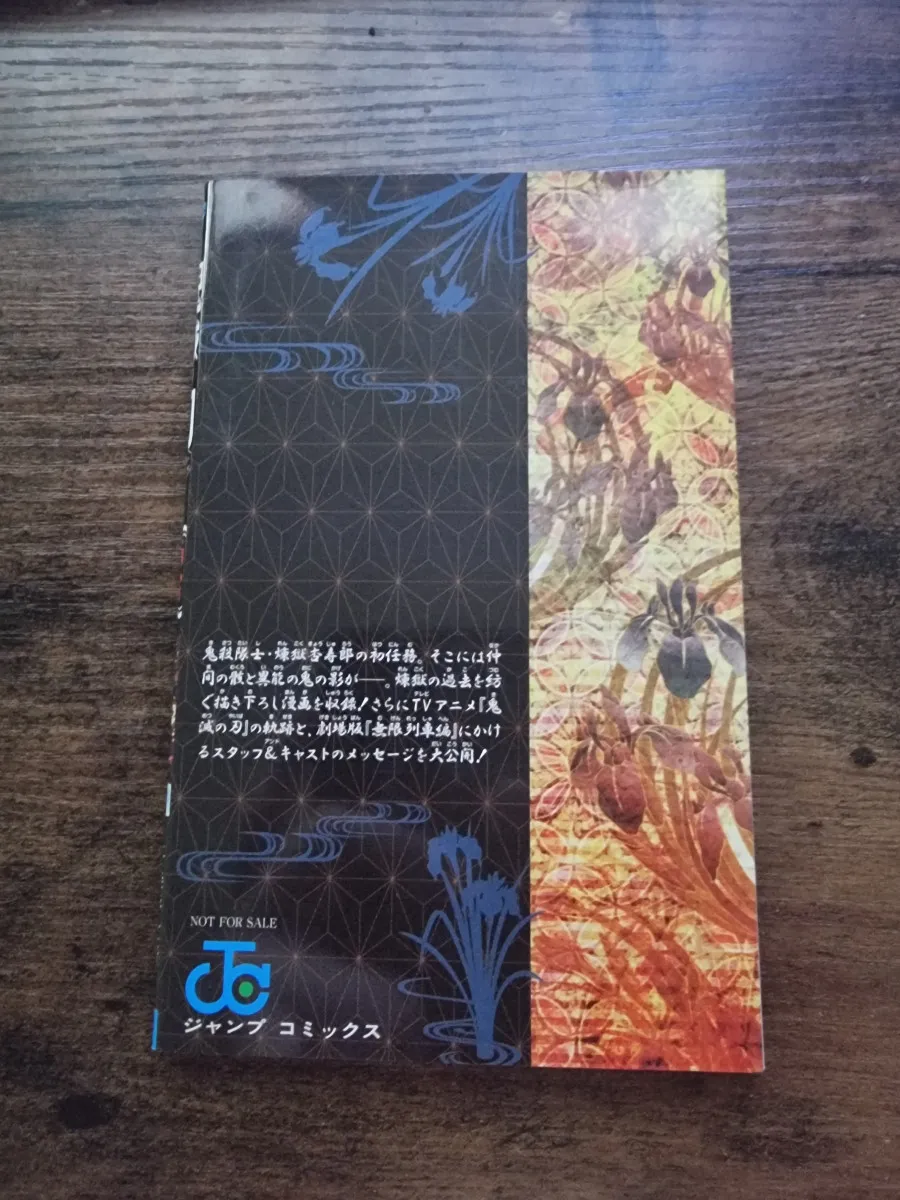 鬼殺隊士・煉獄杏寿郎の初任務。そこには仲
間の骸と異能の鬼の影が――。煉獄の過去を紡
ぐ描き下ろし漫画を収録!さらにTVアニメ『鬼
滅の刃』の軌跡と、劇場版『無限列車編』にかけ
るスタッフ&キャストのメッセージを大公開!
NOT FOR SALE
JC
ジャンプ コミックス